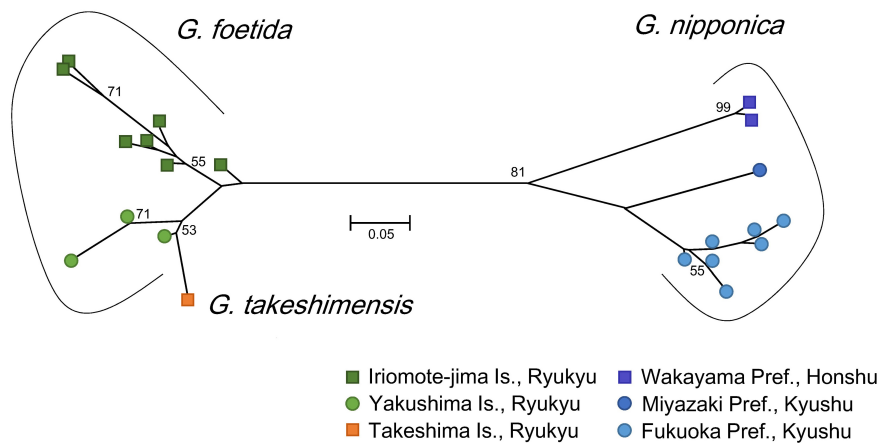 G. foetida
G. nipponica
71
99
55
81
71
53
0.05
55
G. takeshimensis
Iriomote-jima Is., Ryukyu
Yakushima Is., Ryukyu
Takeshima Is., Ryukyu
Wakayama Pref., Honshu
Miyazaki Pref., Kyushu
Fukuoka Pref., Kyushu